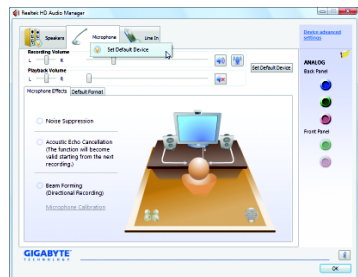 Realtek HD Audio Manager
Speakers
Microphone
Line In
Set Default Device
Device advanced
settings
Recording Volume
L
R
Set Default Device
Playback Volume
L
R
ANALOG
Back Panel
Microphone Effects
Default Format
Noise Suppression
Acoustic Echo Cancellation
(The function will become
valid starting from the next
recording.)
Front Panel
Beam Forming
(Directional Recording)
Microphone Calibration
GIGABYTE
TECHNOLOGY
OK